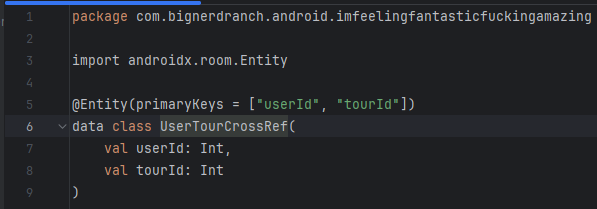 1 package com.bignerdranch.android.imfeelingfantasticfuckingamazing
2
3 import androidx.room.Entity
4
5 @Entity(primaryKeys = ["userId", "tourId"])
6 data class UserTourCrossRef(
7     val userId: Int,
8     val tourId: Int
9 )